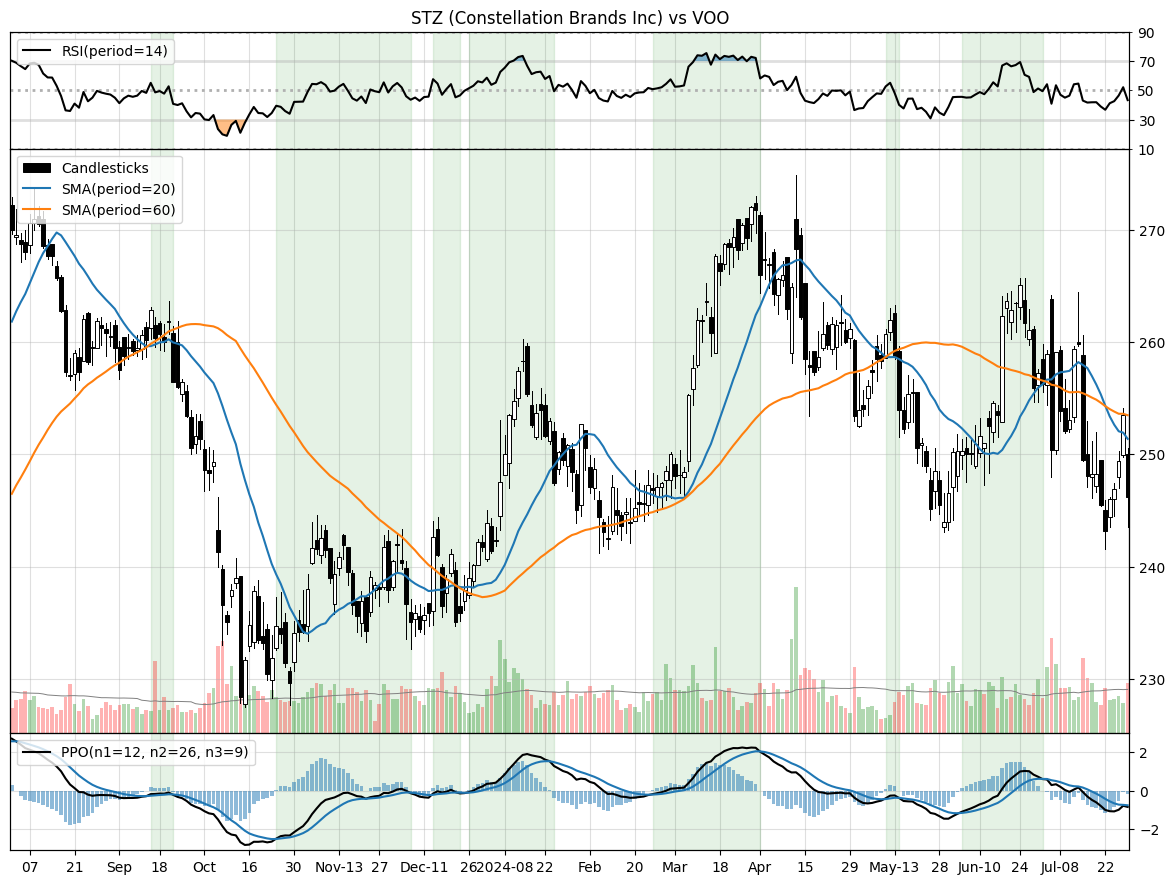 STZ (Constellation Brands Inc) vs VOO
RSI(period=14)
90
70
50
30
10
Candlesticks
SMA(period=20)
SMA(period=60)
270
260
250
240
230
PPO(n1=12, n2=26, n3=9)
2
0
−2
07 21 Sep 18 Oct 16 30 Nov-13 27 Dec-11 26 2024-08 22 Feb 20 Mar 18 Apr 15 29 May-13 28 Jun-10 24 Jul-08 22